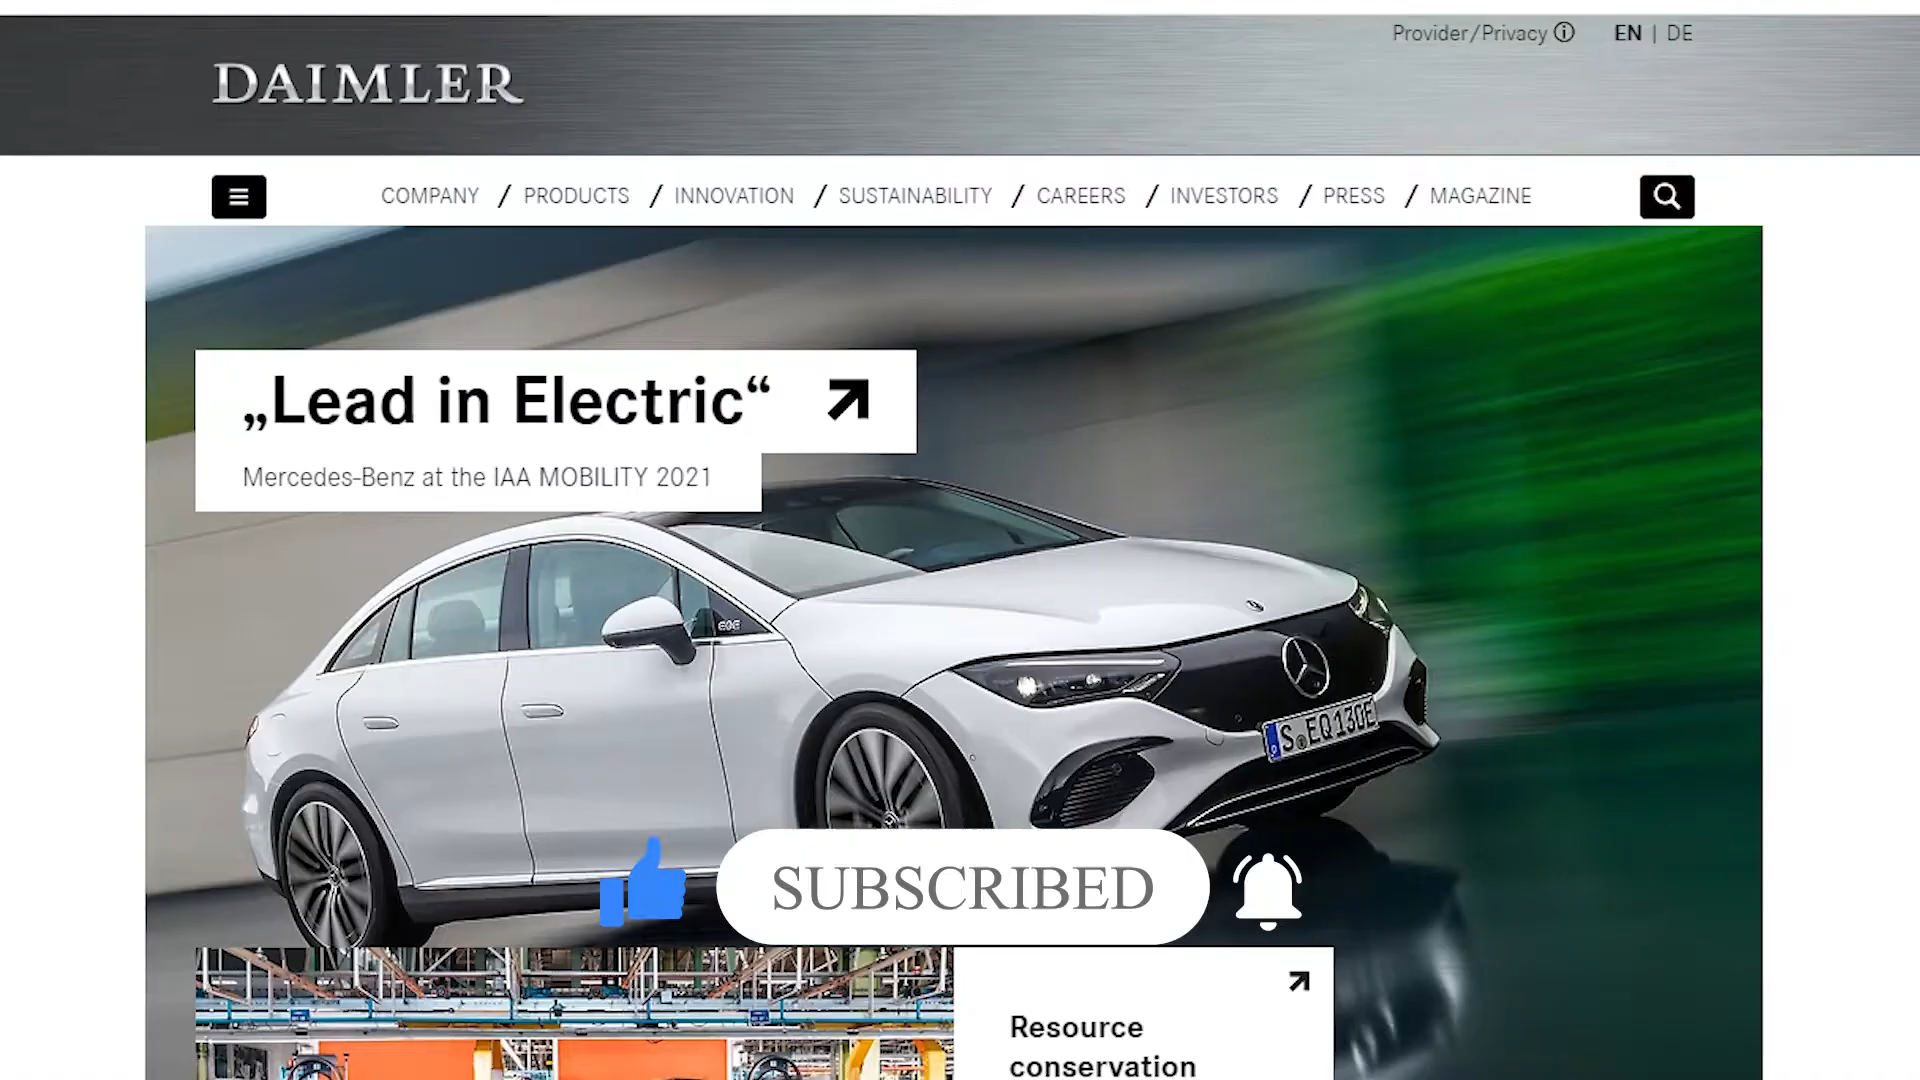 Provider/Privacy
EN | DE
DAIMLER
COMPANY / PRODUCTS / INNOVATION / SUSTAINABILITY / CAREERS / INVESTORS / PRESS / MAGAZINE
„Lead in Electric“
Mercedes-Benz at the IAA MOBILITY 2021
EQE
S EQ 130E
SUBSCRIBED
Resource
conservation